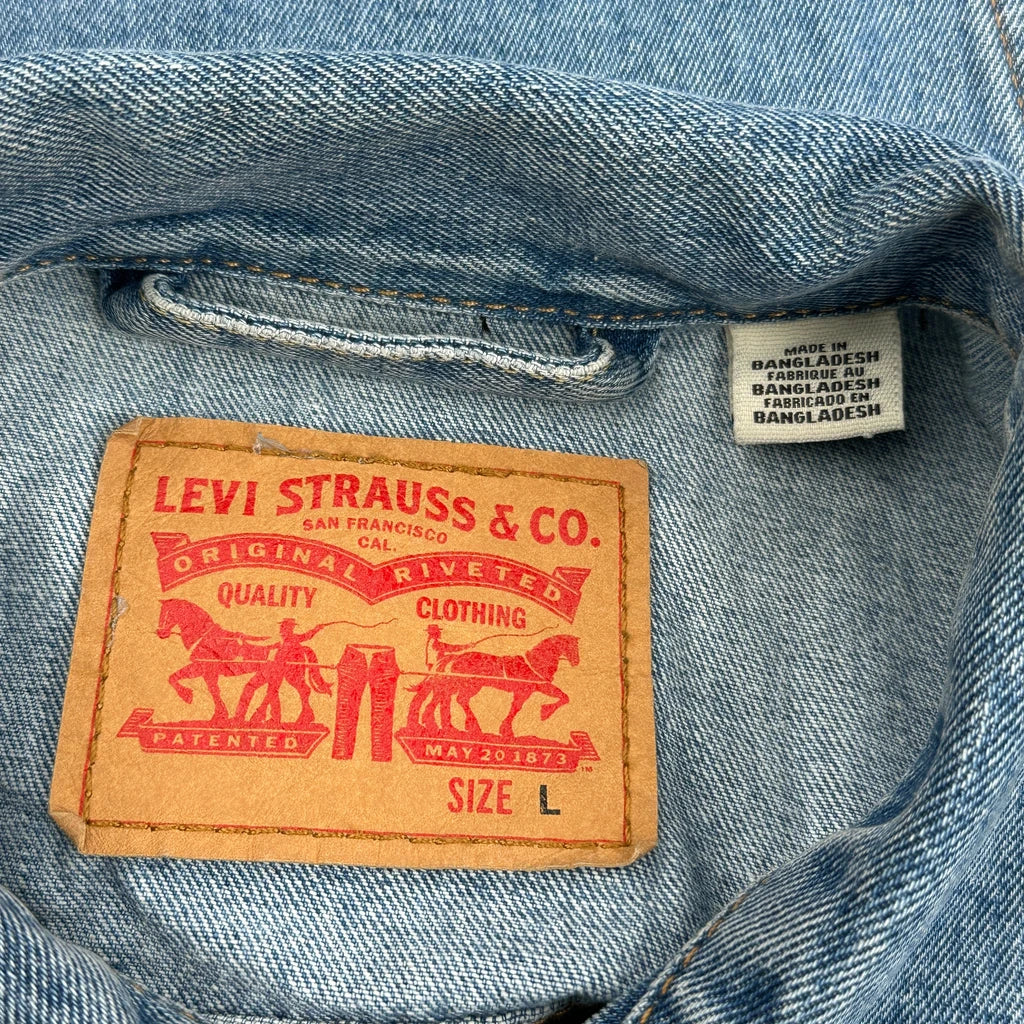 LEVI STRAUSS & CO.
SAN FRANCISCO
CAL.
ORIGINAL RIVETED
QUALITY CLOTHING
PATENTED MAY 20 1873 ™
SIZE L
MADE IN
BANGLADESH
FABRIQUE AU
BANGLADESH
FABRICADO EN
BANGLADESH